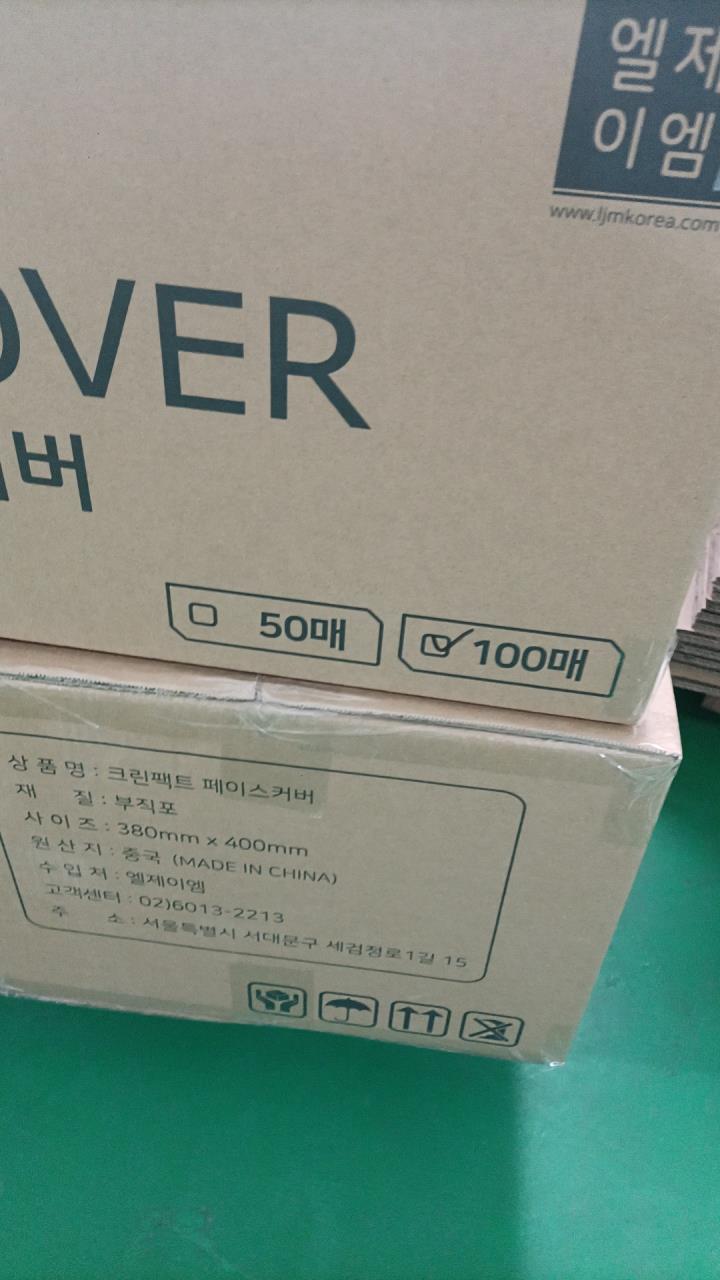 엘제
이엠
www.ljmkorea.com
OVER
버
50매
100매
상 품 명 : 크린팩트 페이스커버
재 질 : 부직포
사 이 즈 : 380mm x 400mm
원 산 지 : 중국 (MADE IN CHINA)
수 입 처 : 엘제이엠
고객센터 : 02)6013-2213
주 소 : 서울특별시 서대문구 세검정로1길 15